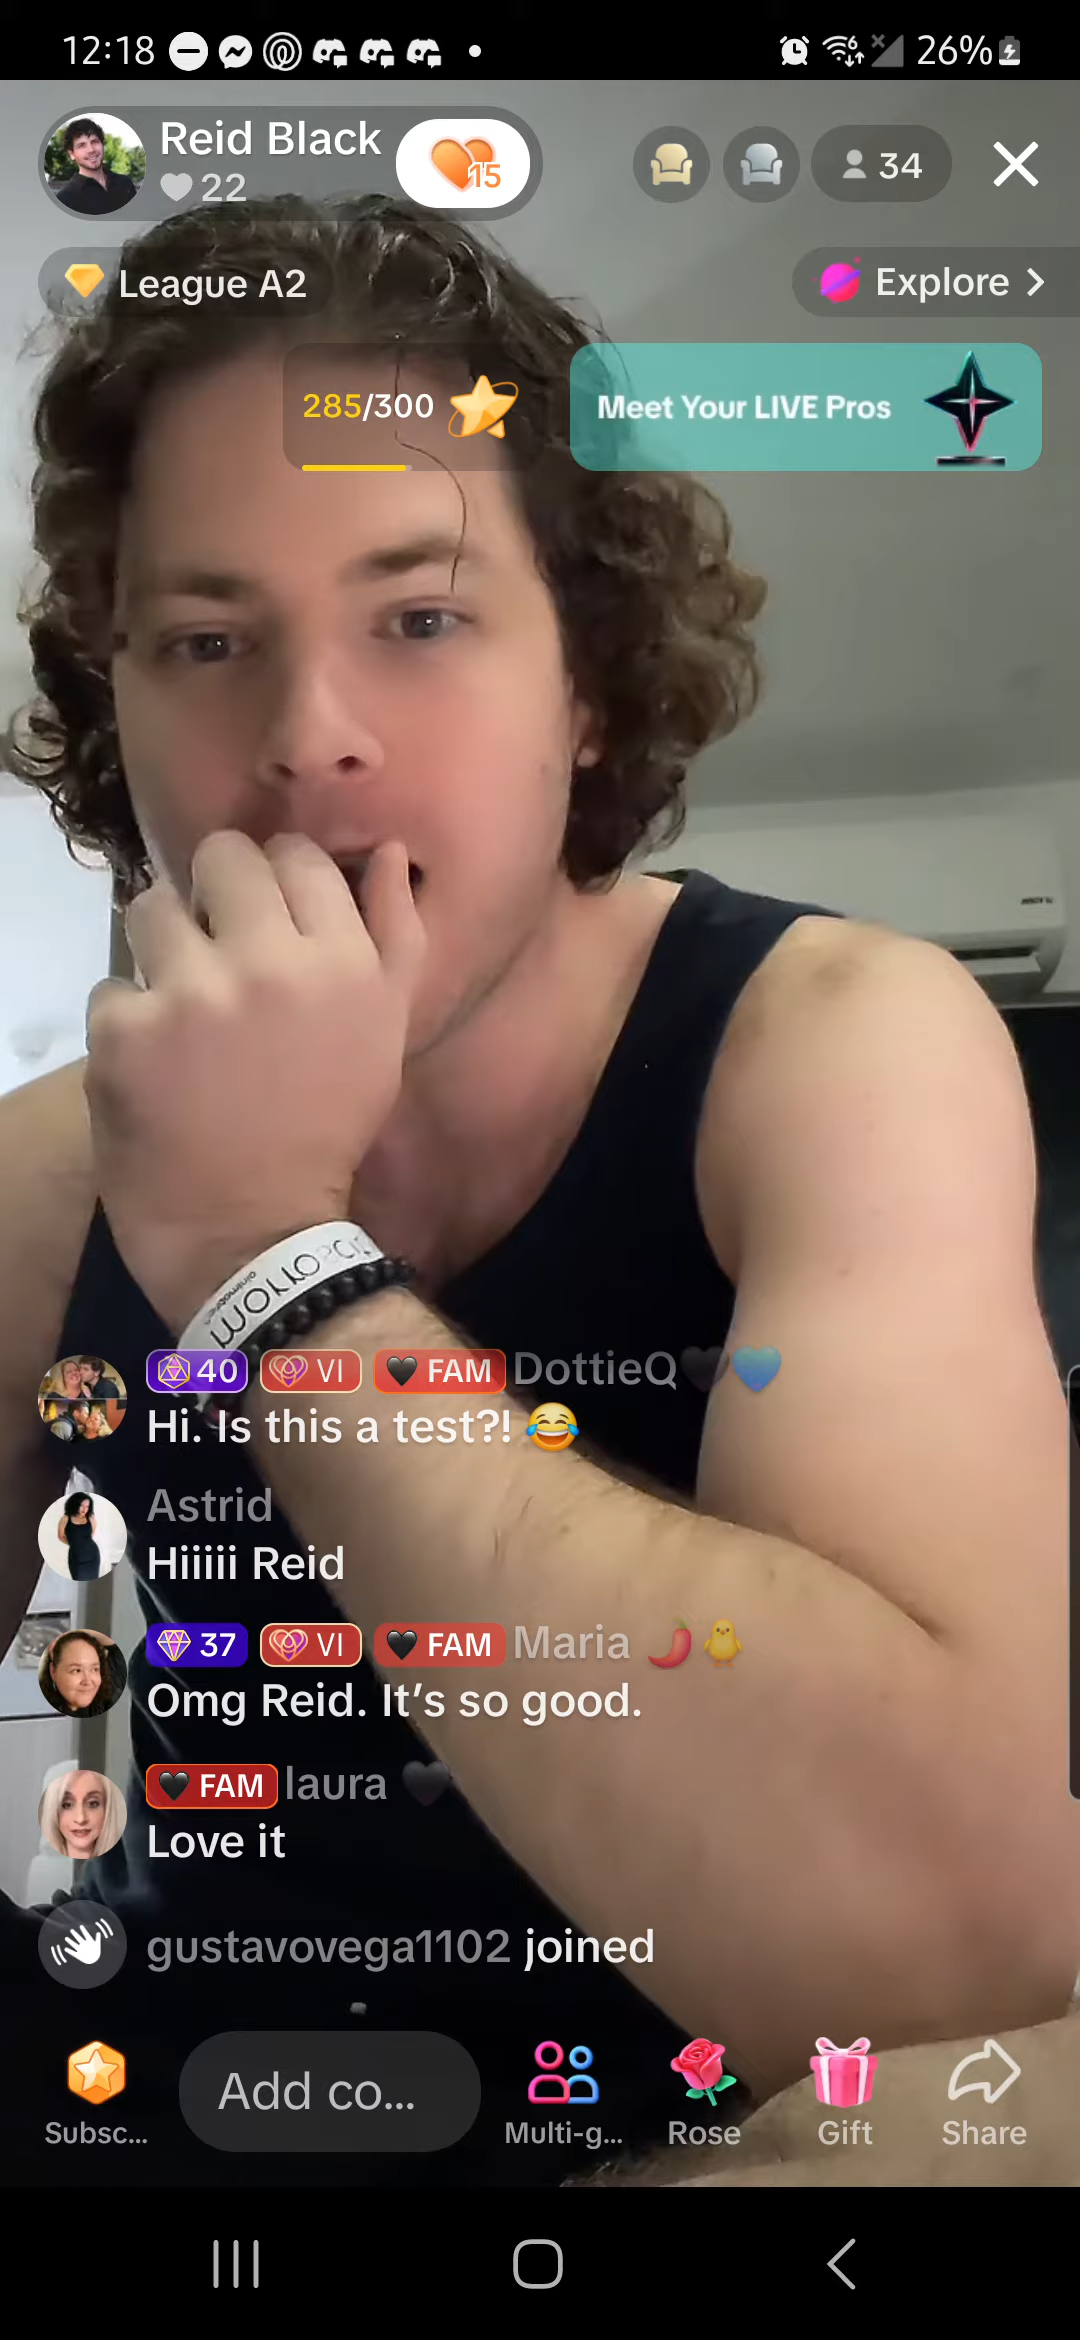 12:18
26%
Reid Black
22
15
34
League A2
Explore
285/300
Meet Your LIVE Pros
40 VI FAM DottieQ
Hi. Is this a test?! 😂
Astrid
Hiiiii Reid
37 VI FAM Maria 🌶️🐥
Omg Reid. It’s so good.
FAM laura
Love it
gustavovega1102 joined
Add co...
Subsc...
Multi-g...
Rose
Gift
Share